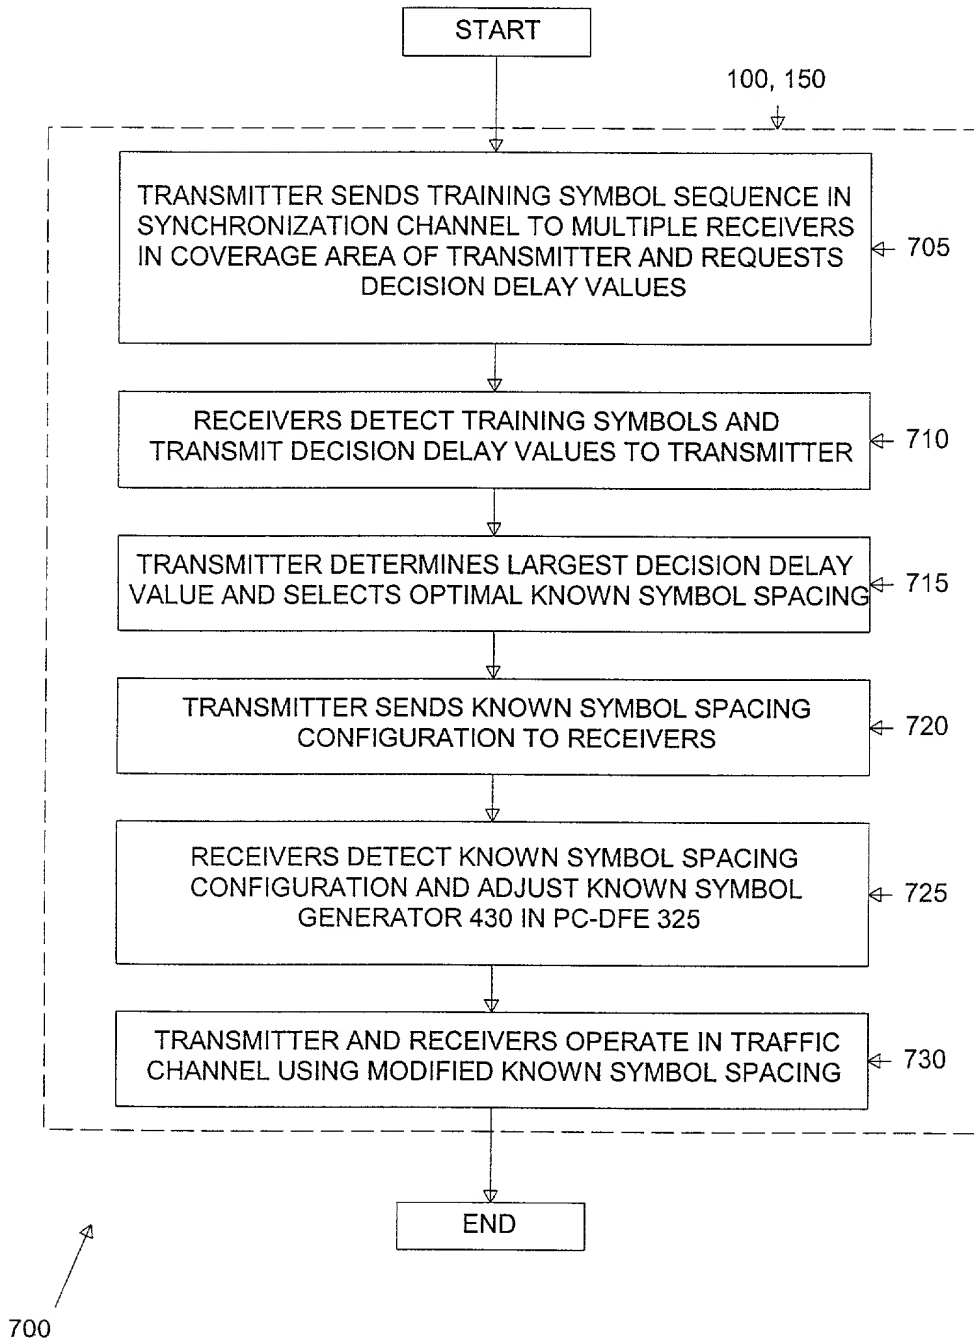 START
100, 150
TRANSMITTER SENDS TRAINING SYMBOL SEQUENCE IN
SYNCHRONIZATION CHANNEL TO MULTIPLE RECEIVERS
IN COVERAGE AREA OF TRANSMITTER AND REQUESTS
DECISION DELAY VALUES
705
RECEIVERS DETECT TRAINING SYMBOLS AND
TRANSMIT DECISION DELAY VALUES TO TRANSMITTER
710
TRANSMITTER DETERMINES LARGEST DECISION DELAY
VALUE AND SELECTS OPTIMAL KNOWN SYMBOL SPACING
715
TRANSMITTER SENDS KNOWN SYMBOL SPACING
CONFIGURATION TO RECEIVERS
720
RECEIVERS DETECT KNOWN SYMBOL SPACING
CONFIGURATION AND ADJUST KNOWN SYMBOL
GENERATOR 430 IN PC-DFE 325
725
TRANSMITTER AND RECEIVERS OPERATE IN TRAFFIC
CHANNEL USING MODIFIED KNOWN SYMBOL SPACING
730
END
700